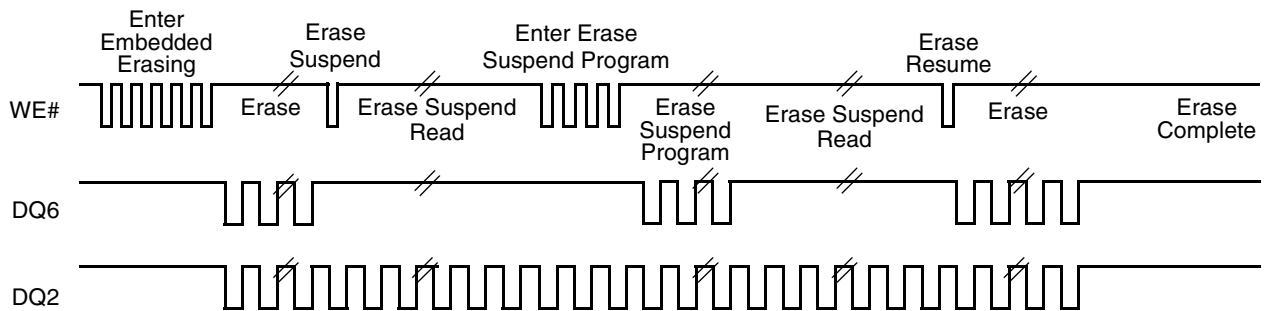 Enter
Embedded
Erasing
Erase
Suspend
Enter Erase
Suspend Program
Erase
Resume
WE#
Erase
Erase Suspend
Read
Erase
Suspend
Program
Erase Suspend
Read
Erase
Erase
Complete
DQ6
DQ2